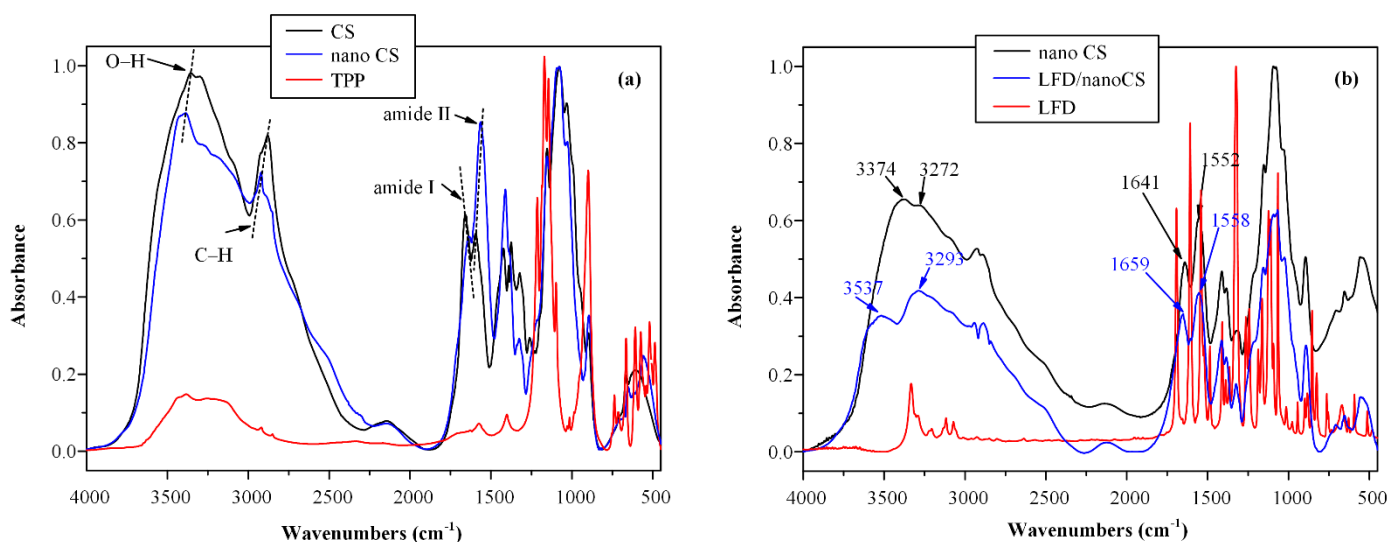 CS
nano CS
TPP
(a)
O–H
C–H
amide II
amide I
1.0
0.8
0.6
0.4
0.2
0.0
Absorbance
4000 3500 3000 2500 2000 1500 1000 500
Wavenumbers (cm⁻¹)
nano CS
LFD/nanoCS
LFD
(b)
3374 3272
1552
1641
1558
1659
3537 3293
1.0
0.8
0.6
0.4
0.2
0.0
Absorbance
4000 3500 3000 2500 2000 1500 1000 500
Wavenumbers (cm⁻¹)